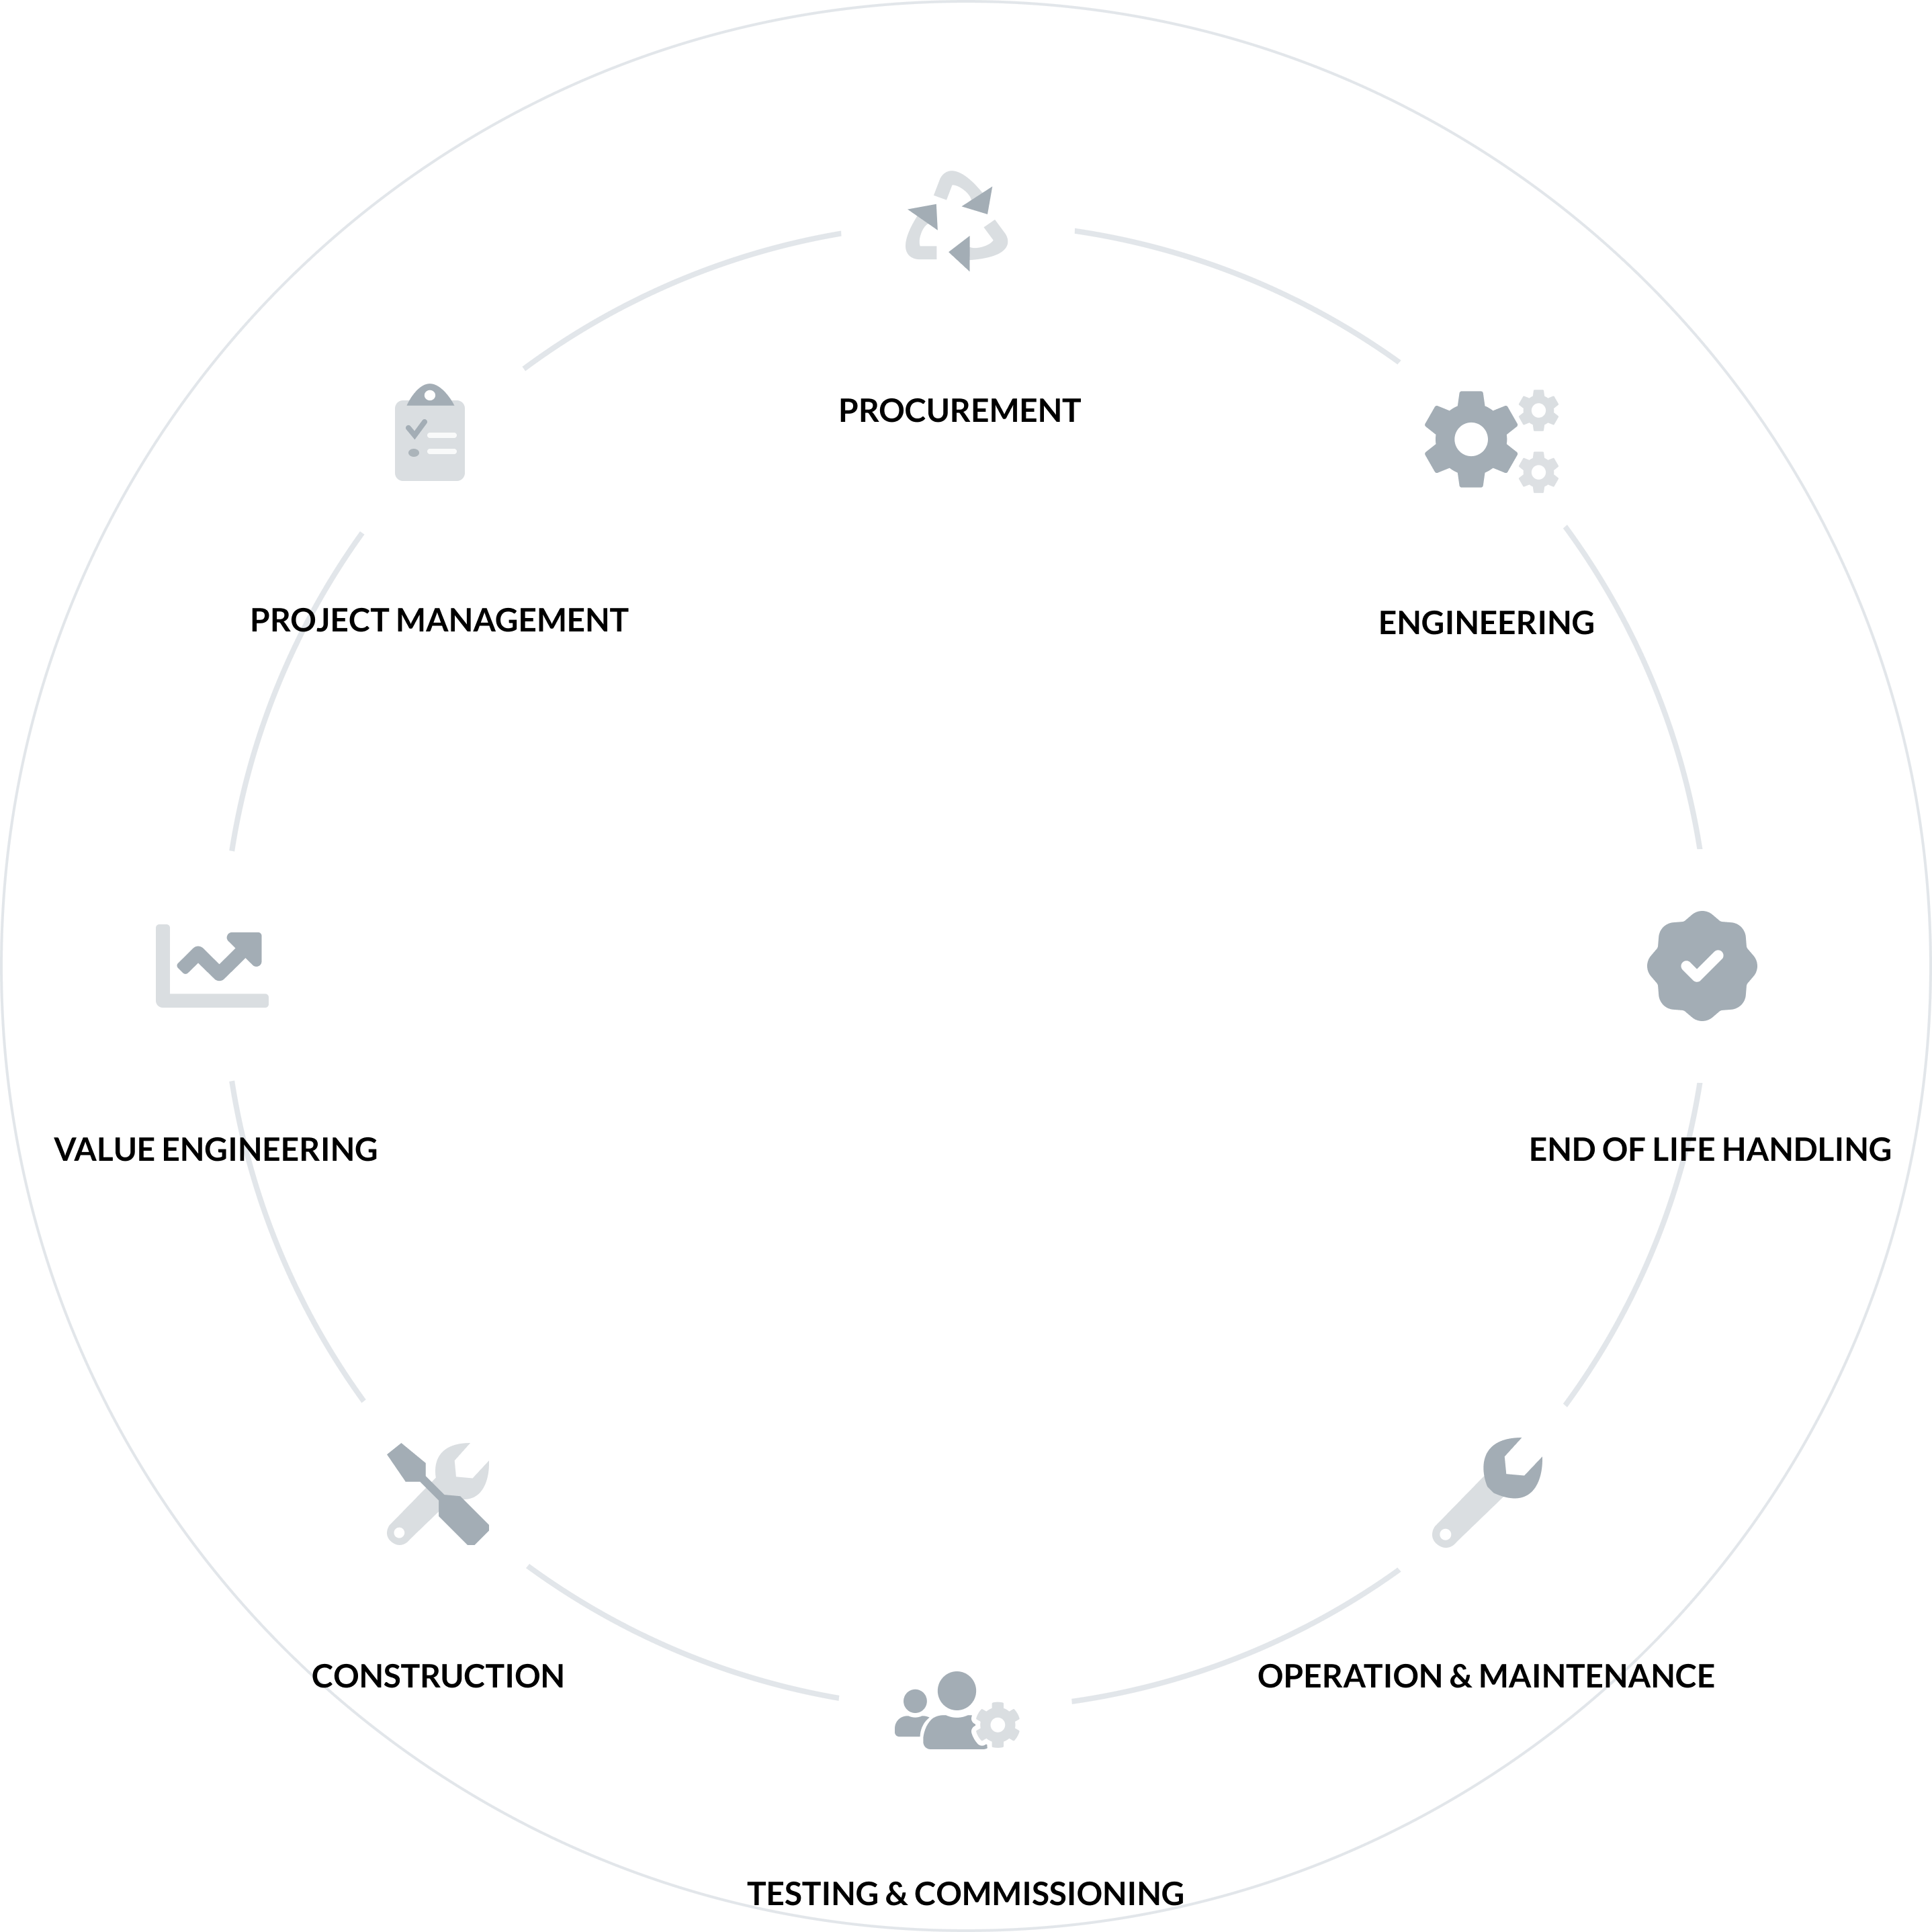 PROCUREMENT
PROJECT MANAGEMENT
ENGINEERING
VALUE ENGINEERING
END OF LIFE HANDLING
CONSTRUCTION
OPERATION & MAINTENANCE
TESTING & COMMISSIONING